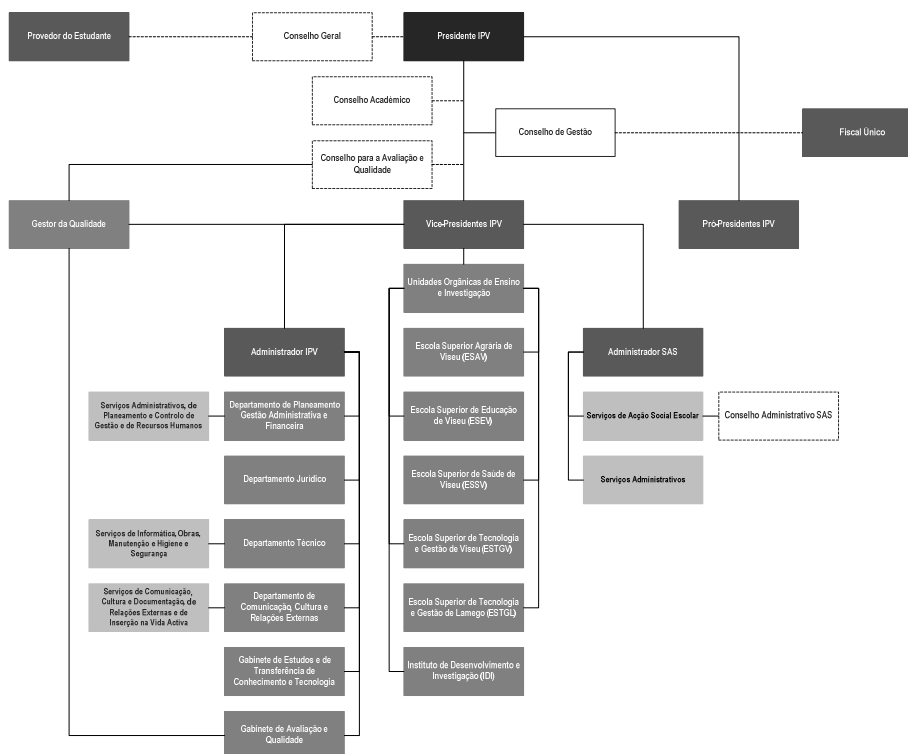 Provedor do Estudante
Conselho Geral
Presidente IPV
Conselho Académico
Conselho de Gestão
Fiscal Único
Conselho para a Avaliação e
Qualidade
Gestor da Qualidade
Vice-Presidentes IPV
Pró-Presidentes IPV
Unidades Orgânicas de Ensino
e Investigação
Administrador IPV
Escola Superior Agrária de
Viseu (ESAV)
Administrador SAS
Serviços Administrativos, de
Planeamento e Controlo de
Gestão e de Recursos Humanos
Departamento de Planeamento
Gestão Administrativa e
Financeira
Escola Superior de Educação
de Viseu (ESEV)
Serviços de Acção Social Escolar
Conselho Administrativo SAS
Departamento Jurídico
Escola Superior de Saúde de
Viseu (ESSV)
Serviços Administrativos
Serviços de Informática, Obras,
Manutenção e Higiene e
Segurança
Departamento Técnico
Escola Superior de Tecnologia
e Gestão de Viseu (ESTGV)
Serviços de Comunicação,
Cultura e Documentação, de
Relações Externas e de
Inserção na Vida Activa
Departamento de
Comunicação, Cultura e
Relações Externas
Escola Superior de Tecnologia
e Gestão de Lamego (ESTGL)
Gabinete de Estudos e de
Transferência de
Conhecimento e Tecnologia
Instituto de Desenvolvimento e
Investigação (IDI)
Gabinete de Avaliação e
Qualidade